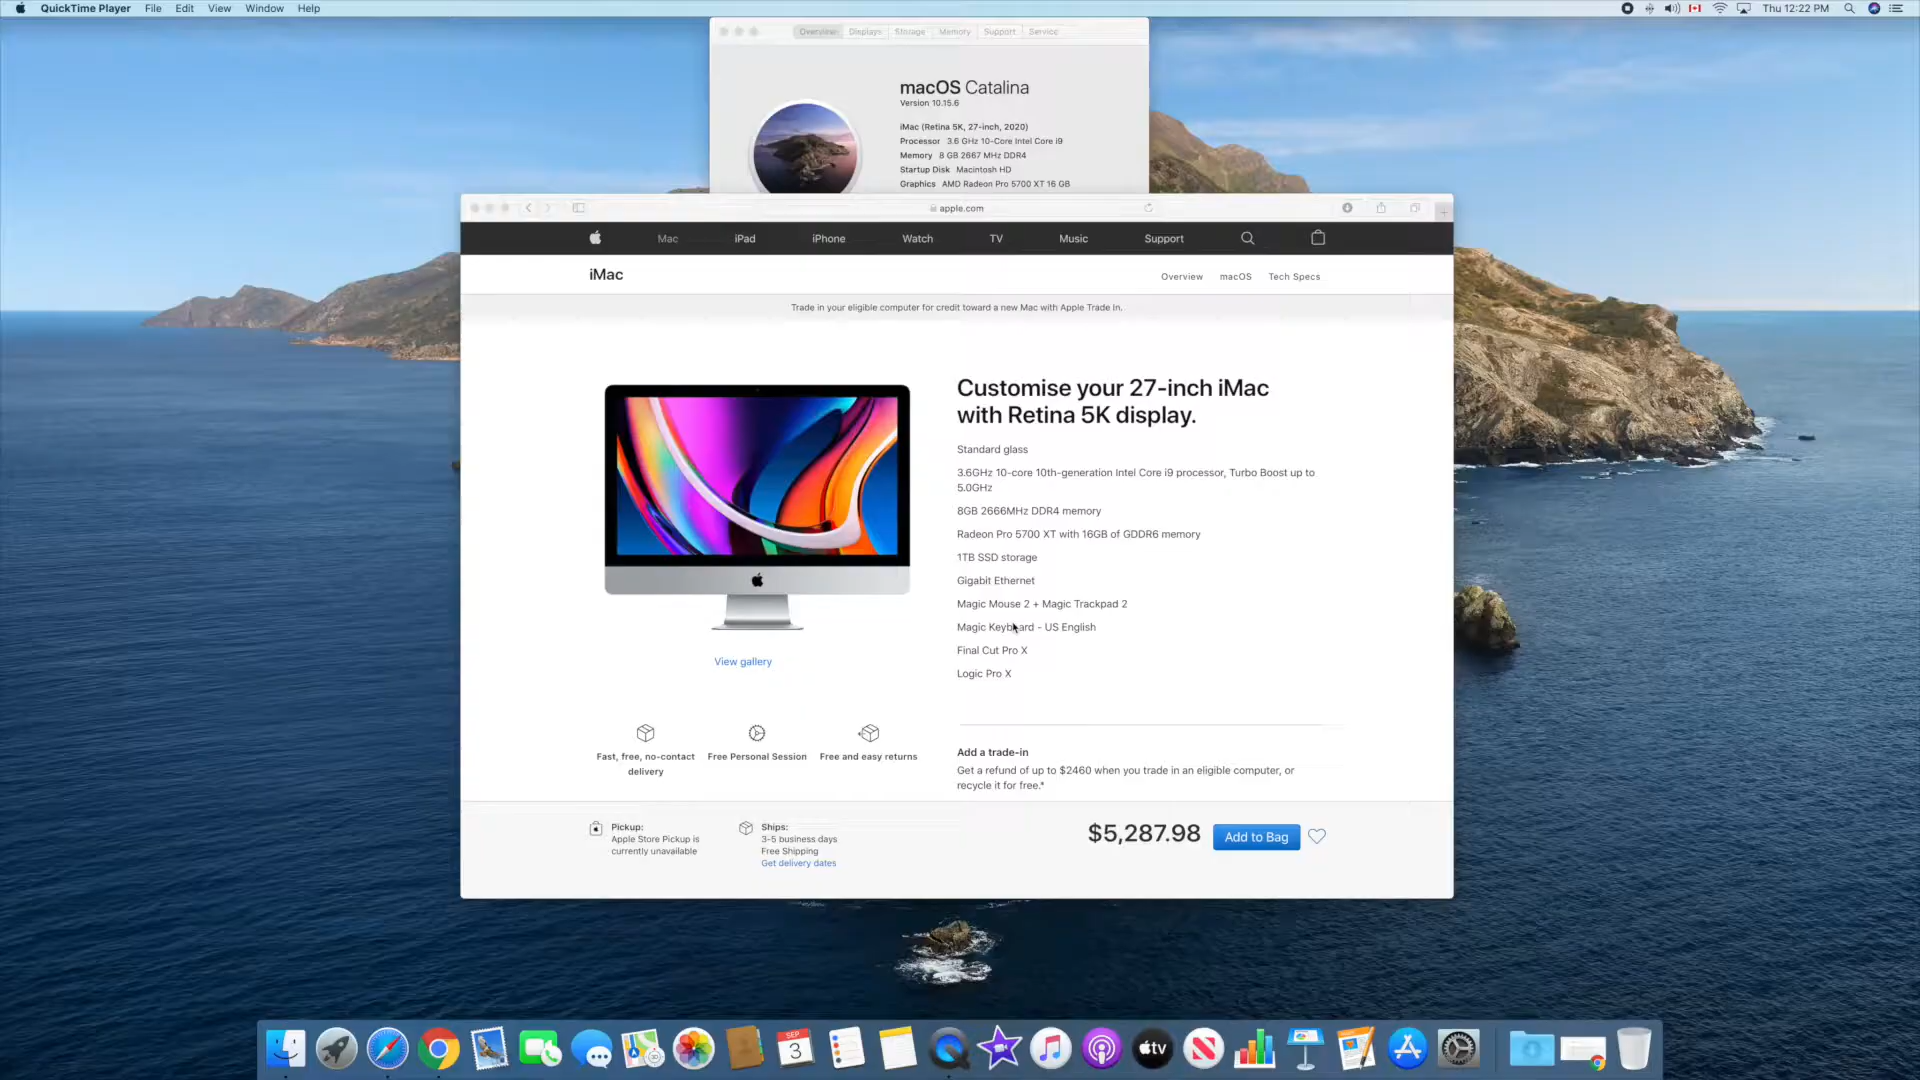 QuickTime Player File Edit View Window Help
Thu 12:22 PM
Overview Displays Storage Memory Support Service
macOS Catalina
Version 10.15.6
iMac (Retina 5K, 27-inch, 2020)
Processor 3.6 GHz 10-Core Intel Core i9
Memory 8 GB 2667 MHz DDR4
Startup Disk Macintosh HD
Graphics AMD Radeon Pro 5700 XT 16 GB
apple.com
Mac iPad iPhone Watch TV Music Support
iMac
Overview macOS Tech Specs
Trade in your eligible computer for credit toward a new Mac with Apple Trade In.
Customise your 27-inch iMac
with Retina 5K display.
Standard glass
3.6GHz 10-core 10th-generation Intel Core i9 processor, Turbo Boost up to
5.0GHz
8GB 2666MHz DDR4 memory
Radeon Pro 5700 XT with 16GB of GDDR6 memory
1TB SSD storage
Gigabit Ethernet
Magic Mouse 2 + Magic Trackpad 2
Magic Keyboard - US English
Final Cut Pro X
Logic Pro X
View gallery
Fast, free, no-contact
delivery
Free Personal Session
Free and easy returns
Add a trade-in
Get a refund of up to $2460 when you trade in an eligible computer, or
recycle it for free.*
Pickup:
Apple Store Pickup is
currently unavailable
Ships:
3-5 business days
Free Shipping
Get delivery dates
$5,287.98
Add to Bag
SEP
3
tv